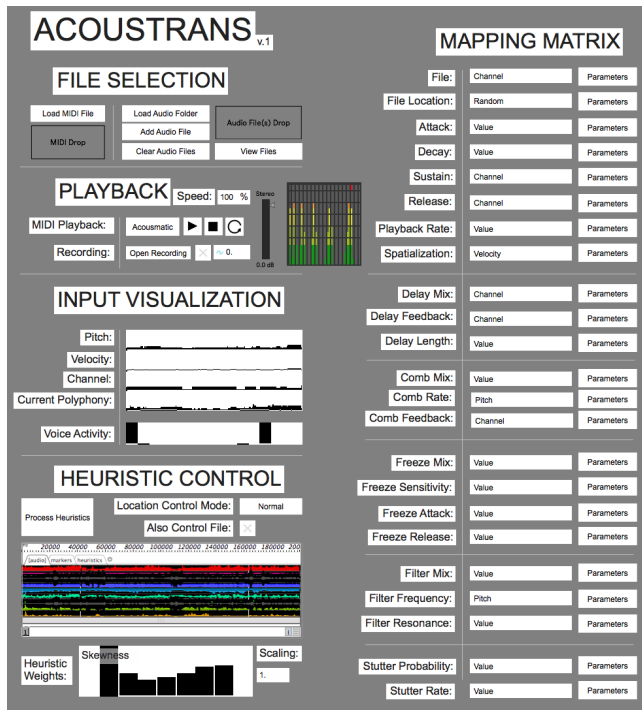 ACOUSTRANS v.1
FILE SELECTION
Load MIDI File
MIDI Drop
Load Audio Folder
Add Audio File
Clear Audio Files
Audio File(s) Drop
View Files
PLAYBACK
Speed: 100 %
MIDI Playback: Acousmatic
Recording: Open Recording 0.
Stereo
0.0 dB
INPUT VISUALIZATION
Pitch:
Velocity:
Channel:
Current Polyphony:
Voice Activity:
HEURISTIC CONTROL
Process Heuristics
Location Control Mode: Normal
Also Control File:
20000 40000 60000 80000 100000 120000 140000 160000 180000 200
[audio] markers heuristics
Heuristic Weights:
Skewness
Scaling:
1.
MAPPING MATRIX
File: Channel Parameters
File Location: Random Parameters
Attack: Value Parameters
Decay: Value Parameters
Sustain: Channel Parameters
Release: Channel Parameters
Playback Rate: Value Parameters
Spatialization: Velocity Parameters
Delay Mix: Channel Parameters
Delay Feedback: Channel Parameters
Delay Length: Value Parameters
Comb Mix: Value Parameters
Comb Rate: Pitch Parameters
Comb Feedback: Channel Parameters
Freeze Mix: Value Parameters
Freeze Sensitivity: Value Parameters
Freeze Attack: Value Parameters
Freeze Release: Value Parameters
Filter Mix: Value Parameters
Filter Frequency: Pitch Parameters
Filter Resonance: Value Parameters
Stutter Probability: Value Parameters
Stutter Rate: Value Parameters